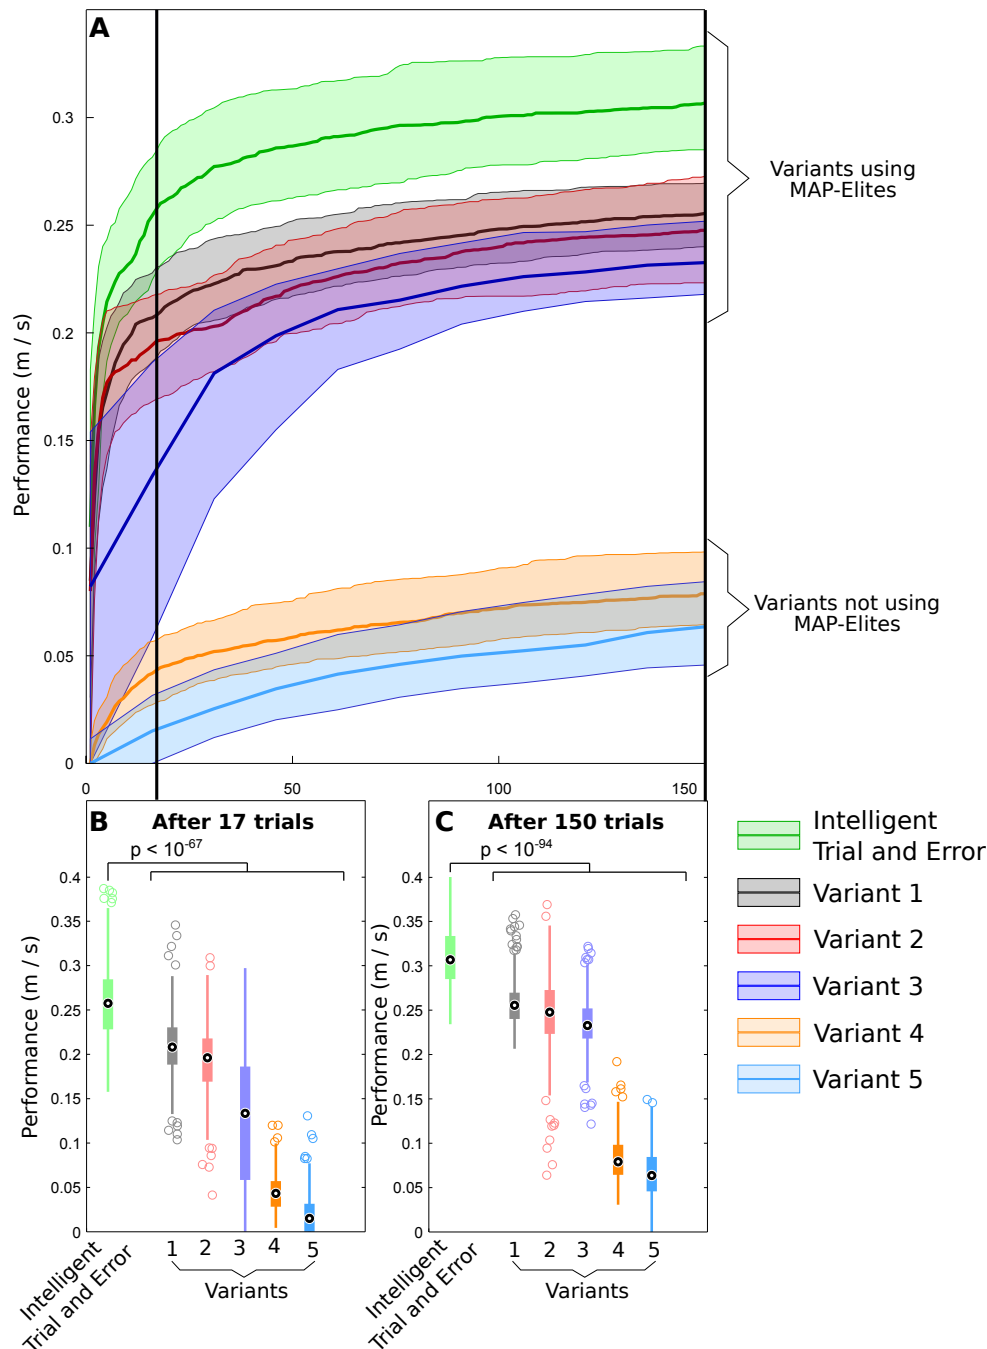 A
Performance (m / s)
0.3
0.25
0.2
0.15
0.1
0.05
0
0
50
100
150
Variants using
MAP-Elites
Variants not using
MAP-Elites
B
After 17 trials
p < 10-67
Performance (m / s)
0.4
0.35
0.3
0.25
0.2
0.15
0.1
0.05
0
Intelligent
Trial and Error
1 2 3 4 5
Variants
C
After 150 trials
p < 10-94
Performance (m / s)
0.4
0.35
0.3
0.25
0.2
0.15
0.1
0.05
0
Intelligent
Trial and Error
1 2 3 4 5
Variants
Intelligent
Trial and Error
Variant 1
Variant 2
Variant 3
Variant 4
Variant 5